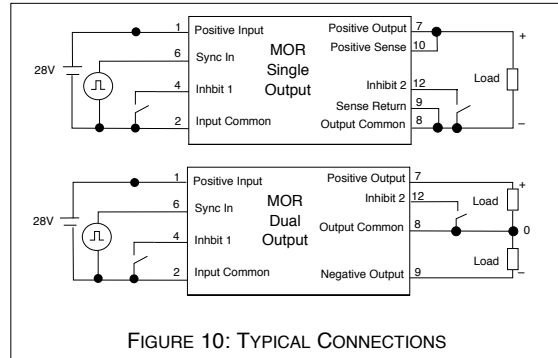 1 Positive Input
6 Sync In
28V
4 Inhbit 1
2 Input Common
MOR
Single
Output
Positive Output 7
Positive Sense 10
Inhibit 2 12
Sense Return 9
Output Common 8
+
Load
–
1 Positive Input
6 Sync In
28V
4 Inhbit 1
2 Input Common
MOR
Dual
Output
Positive Output 7
Inhibit 2 12
Output Common 8
Negative Output 9
+
Load
0
Load
–
FIGURE 10: TYPICAL CONNECTIONS